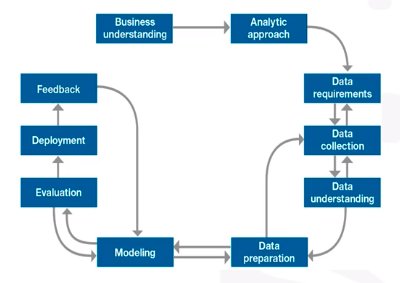 Business
understanding
Analytic
approach
Data
requirements
Data
collection
Data
understanding
Data
preparation
Modeling
Evaluation
Deployment
Feedback